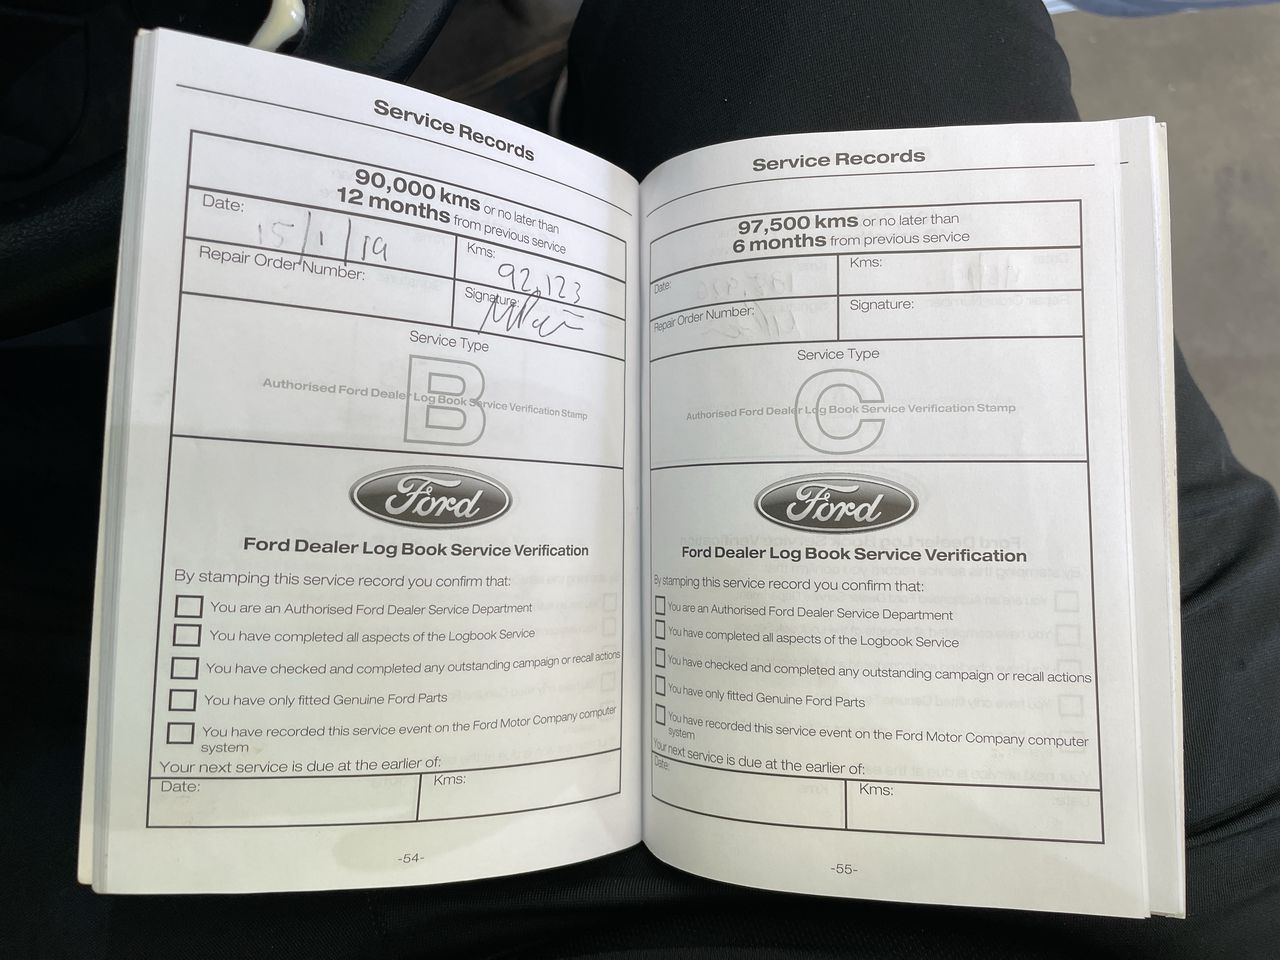 Service Records
90,000 kms or no later than
12 months from previous service
Date:
15/1/19
Kms:
92,123
Repair Order Number:
Signature:
Service Type
B
Authorised Ford Dealer Log Book Service Verification Stamp
Ford
Ford Dealer Log Book Service Verification
By stamping this service record you confirm that:
You are an Authorised Ford Dealer Service Department
You have completed all aspects of the Logbook Service
You have checked and completed any outstanding campaign or recall actions
You have only fitted Genuine Ford Parts
You have recorded this service event on the Ford Motor Company computer
system
Your next service is due at the earlier of:
Date:
Kms:
-54-
Service Records
97,500 kms or no later than
6 months from previous service
Date:
Kms:
Repair Order Number:
Signature:
Service Type
C
Authorised Ford Dealer Log Book Service Verification Stamp
Ford
Ford Dealer Log Book Service Verification
By stamping this service record you confirm that:
You are an Authorised Ford Dealer Service Department
You have completed all aspects of the Logbook Service
You have checked and completed any outstanding campaign or recall actions
You have only fitted Genuine Ford Parts
You have recorded this service event on the Ford Motor Company computer
system
Your next service is due at the earlier of:
Date:
Kms:
-55-